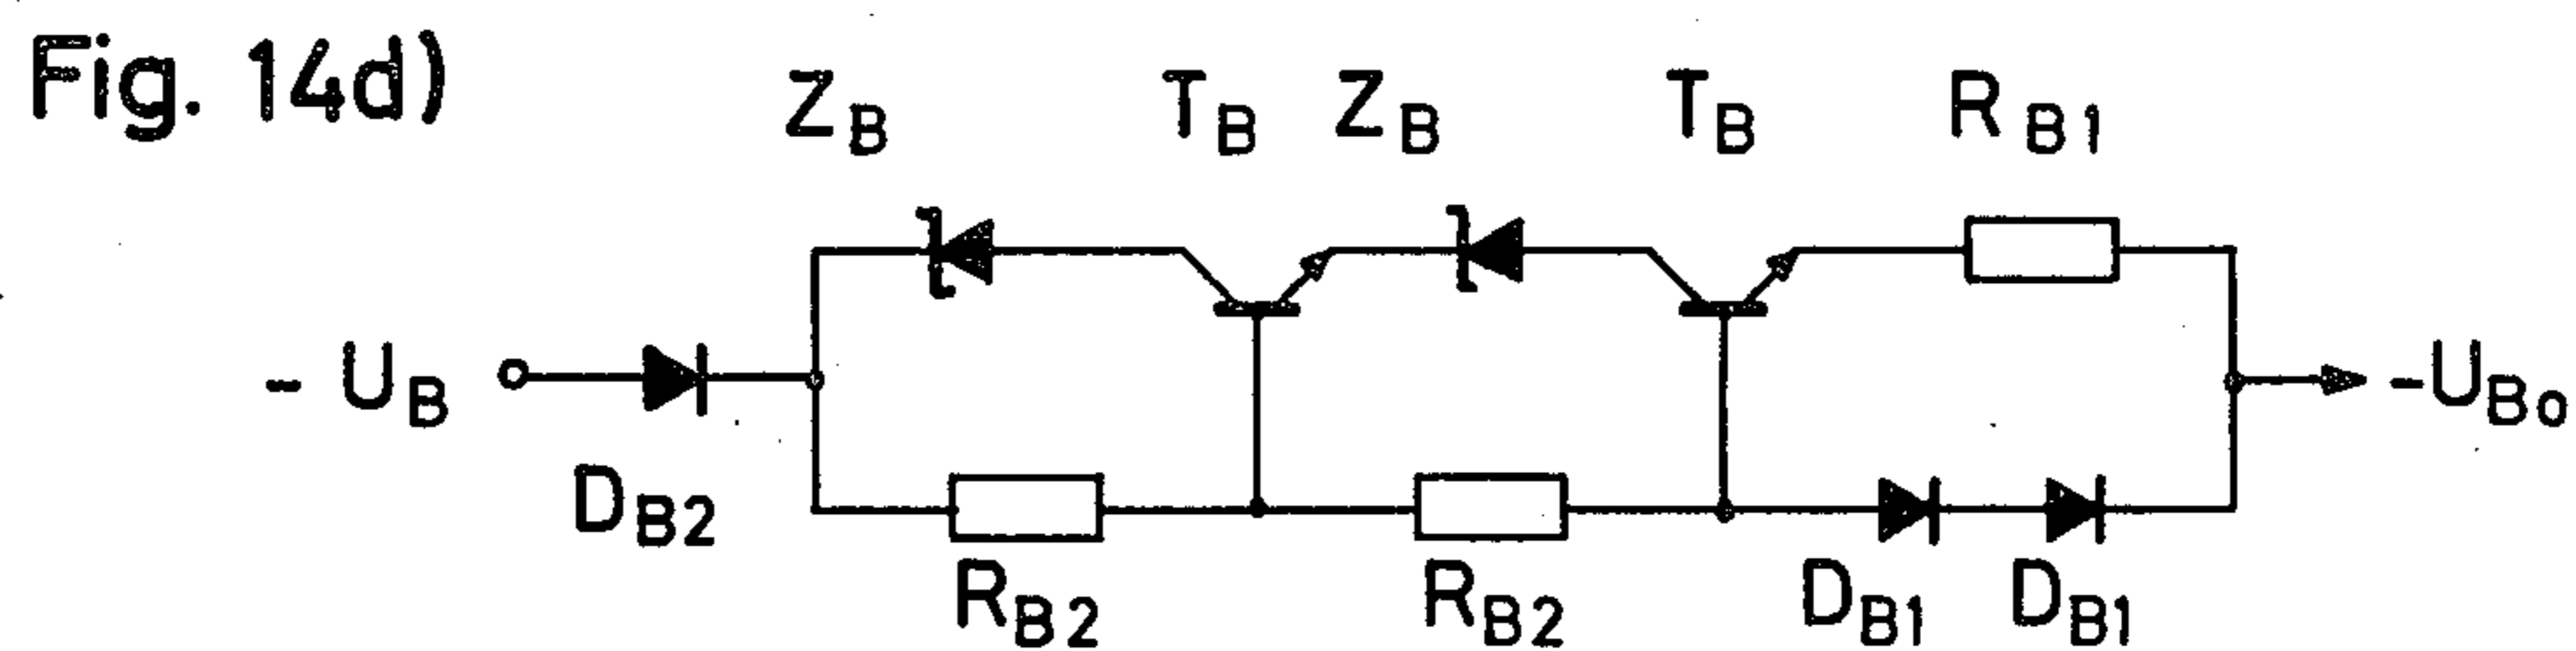 Fig. 14d)
Z_B T_B Z_B T_B R_B1
- U_B -U_Bo
D_B2
R_B2 R_B2 D_B1 D_B1